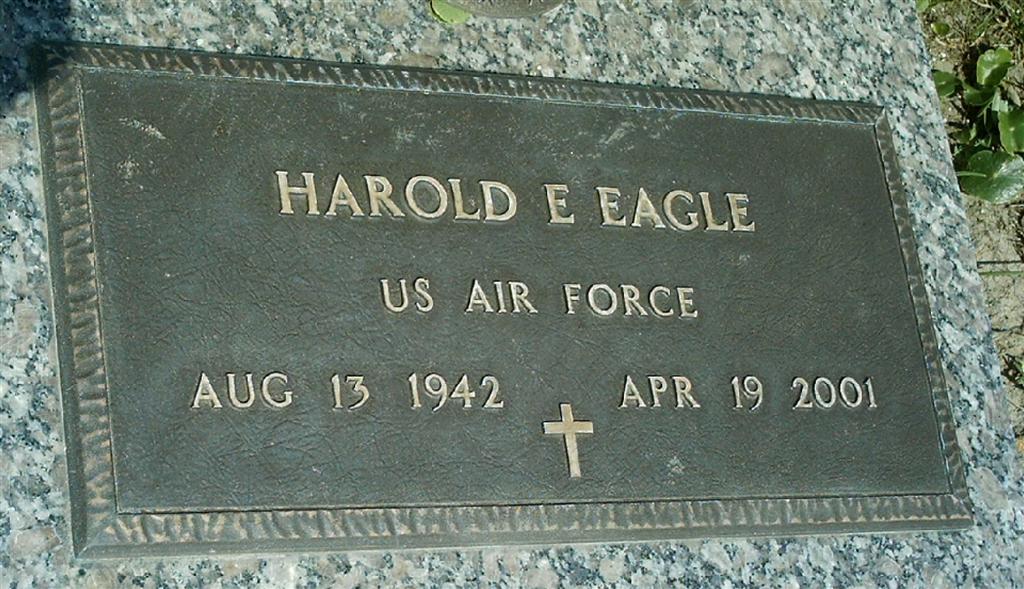 HAROLD E EAGLE
US AIR FORCE
AUG 13 1942 APR 19 2001